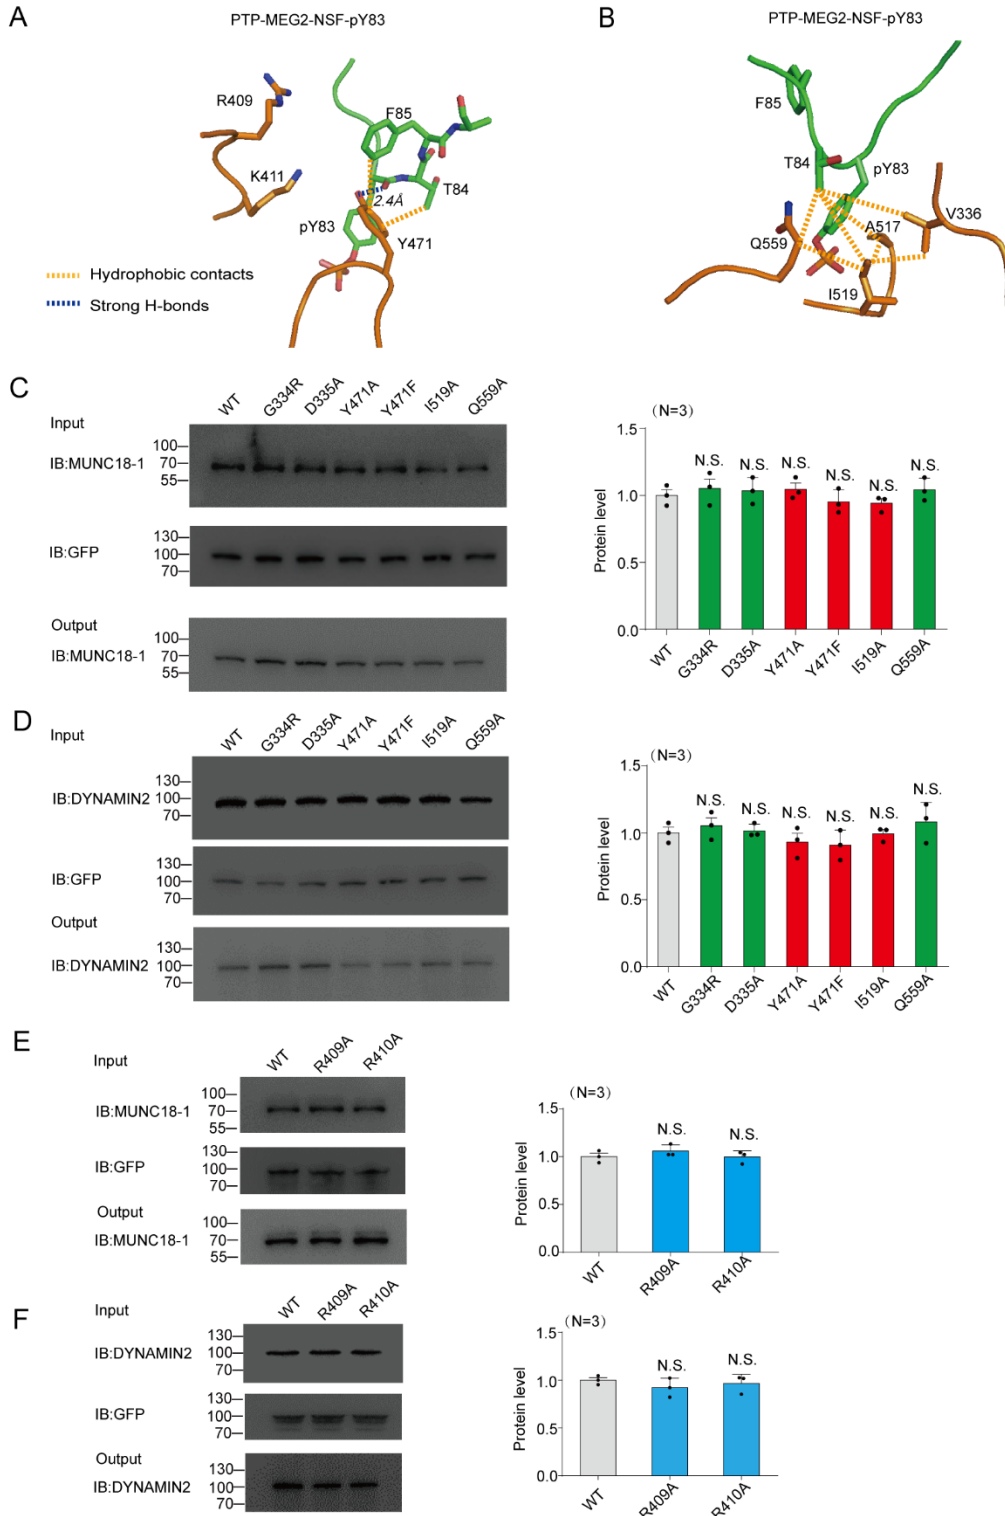 A
PTP-MEG2-NSF-pY83
R409
F85
K411
2.4Å
T84
pY83
Y471
Hydrophobic contacts
Strong H-bonds
B
PTP-MEG2-NSF-pY83
F85
T84
pY83
V336
A517
Q559
I519
C
WT G334R D335A Y471A Y471F I519A Q559A
Input
IB:MUNC18-1
100
70
55
IB:GFP
130
100
70
Output
IB:MUNC18-1
100
70
55
(N=3)
Protein level
1.5
1.0
0.5
0.0
N.S. N.S. N.S. N.S. N.S. N.S.
WT G334R D335A Y471A Y471F I519A Q559A
D
WT G334R D335A Y471A Y471F I519A Q559A
Input
IB:DYNAMIN2
130
100
70
IB:GFP
130
100
70
Output
IB:DYNAMIN2
130
100
70
(N=3)
Protein level
1.5
1.0
0.5
0.0
N.S. N.S. N.S. N.S. N.S. N.S.
WT G334R D335A Y471A Y471F I519A Q559A
E
Input
WT R409A R410A
IB:MUNC18-1
100
70
55
IB:GFP
130
100
70
Output
IB:MUNC18-1
100
70
55
(N=3)
Protein level
1.5
1.0
0.5
0.0
N.S. N.S.
WT R409A R410A
F
Input
WT R409A R410A
IB:DYNAMIN2
130
100
70
IB:GFP
130
100
70
Output
IB:DYNAMIN2
130
100
70
(N=3)
Protein level
1.5
1.0
0.5
0.0
N.S. N.S.
WT R409A R410A